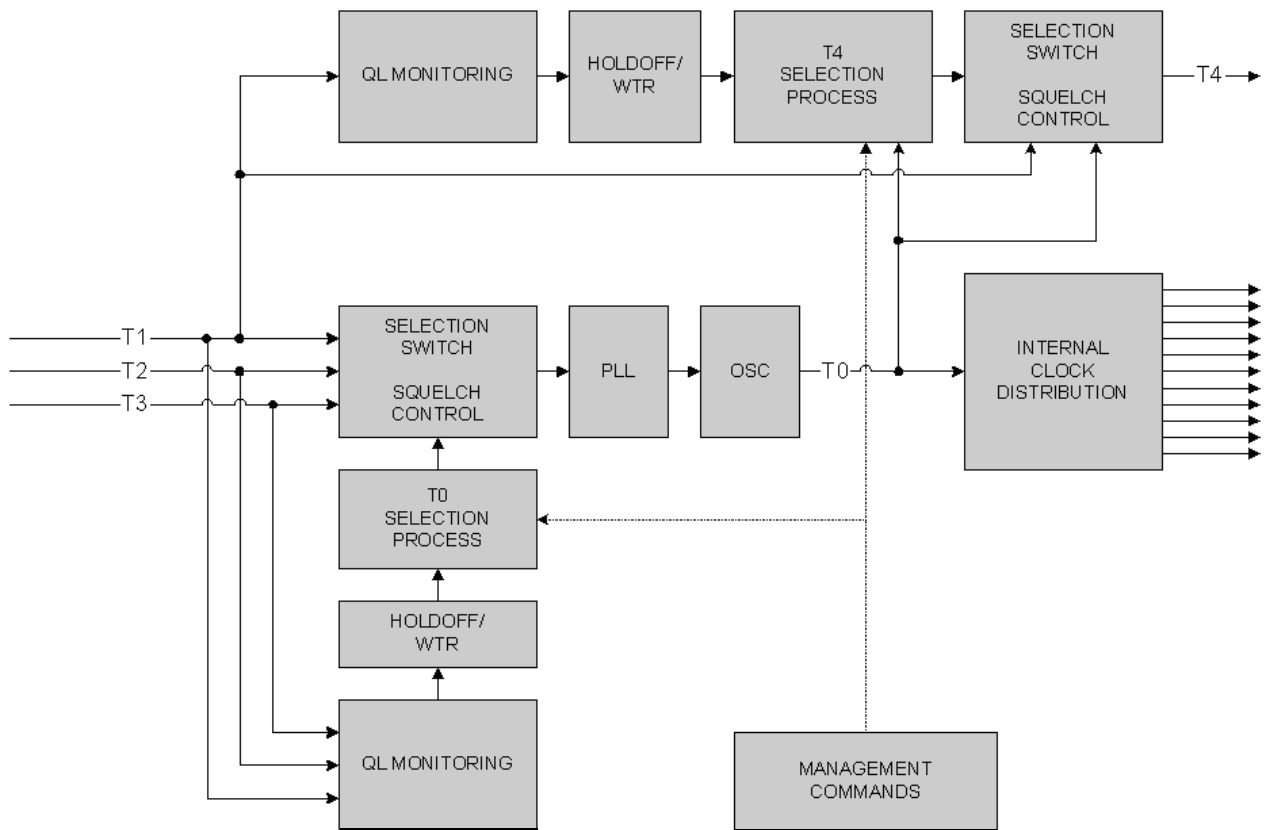 QL MONITORING
HOLDOFF/
WTR
T4
SELECTION
PROCESS
SELECTION
SWITCH
SQUELCH
CONTROL
T4
T1
T2
T3
SELECTION
SWITCH
SQUELCH
CONTROL
PLL
OSC
T0
INTERNAL
CLOCK
DISTRIBUTION
T0
SELECTION
PROCESS
HOLDOFF/
WTR
QL MONITORING
MANAGEMENT
COMMANDS